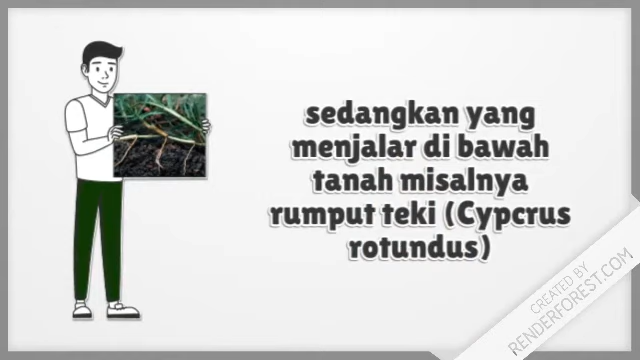 sedangkan yang
menjalar di bawah
tanah misalnya
rumput teki (Cypcrus
rotundus)
CREATED BY
RENDERFOREST.COM